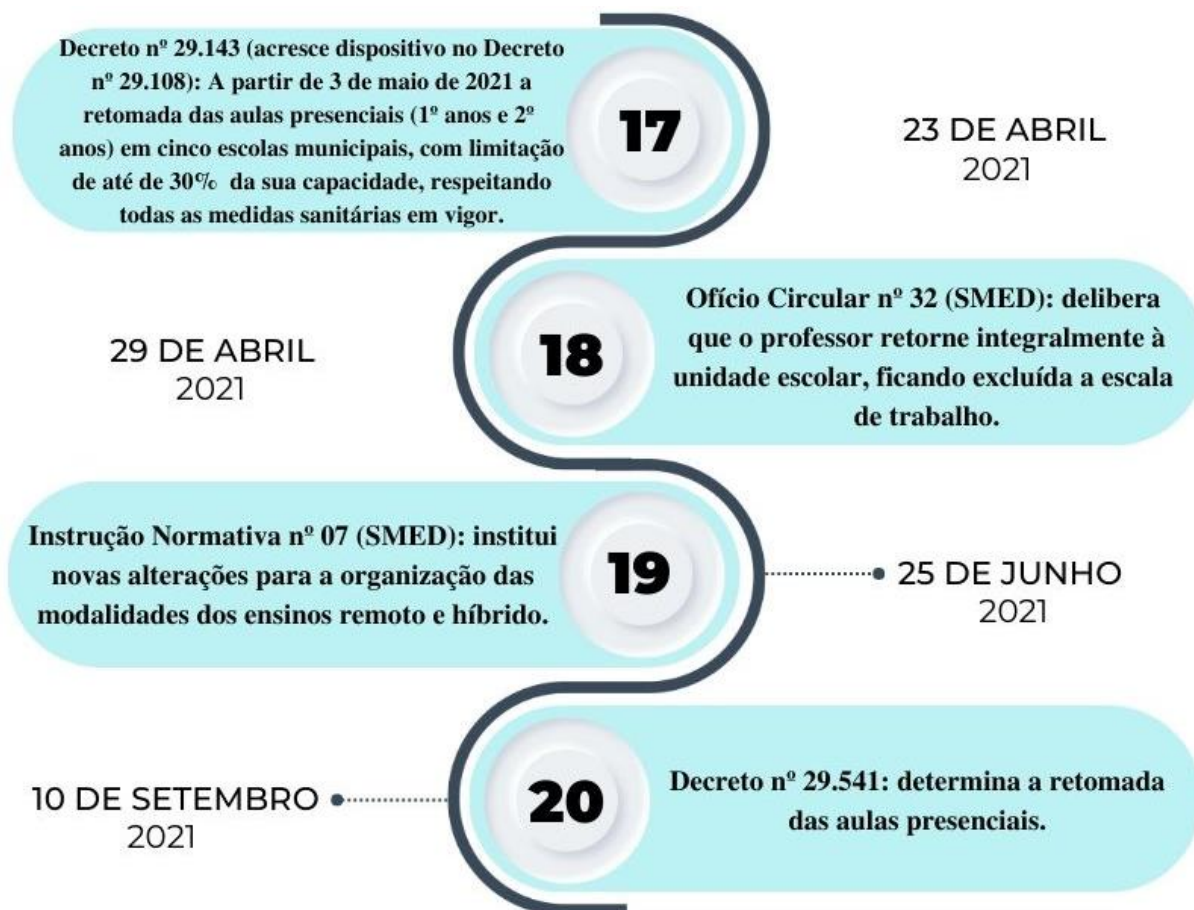 Decreto nº 29.143 (acresce dispositivo no Decreto
nº 29.108): A partir de 3 de maio de 2021 a
retomada das aulas presenciais (1º anos e 2º
anos) em cinco escolas municipais, com limitação
de até de 30% da sua capacidade, respeitando
todas as medidas sanitárias em vigor.
17
23 DE ABRIL
2021
29 DE ABRIL
2021
18
Ofício Circular nº 32 (SMED): delibera
que o professor retorne integralmente à
unidade escolar, ficando excluída a escala
de trabalho.
Instrução Normativa nº 07 (SMED): institui
novas alterações para a organização das
modalidades dos ensinos remoto e híbrido.
19
25 DE JUNHO
2021
10 DE SETEMBRO
2021
20
Decreto nº 29.541: determina a retomada
das aulas presenciais.